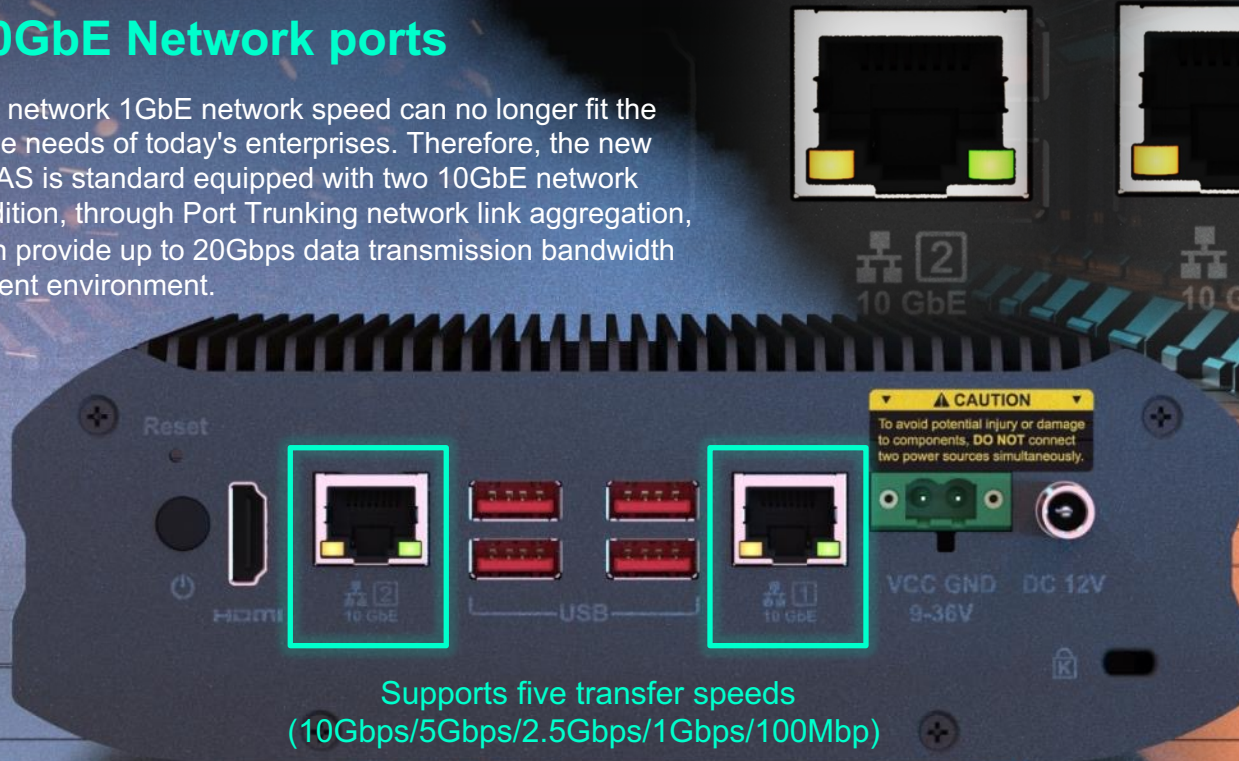 0GbE Network ports
network 1GbE network speed can no longer fit the
e needs of today's enterprises. Therefore, the new
AS is standard equipped with two 10GbE network
dition, through Port Trunking network link aggregation,
n provide up to 20Gbps data transmission bandwidth
ent environment.
2
10 GbE
10 G
CAUTION
To avoid potential injury or damage
to components, DO NOT connect
two power sources simultaneously.
Reset
HDMI
2
10 GbE
USB
1
10 GbE
VCC GND
9-36V
DC 12V
K
Supports five transfer speeds
(10Gbps/5Gbps/2.5Gbps/1Gbps/100Mbp)